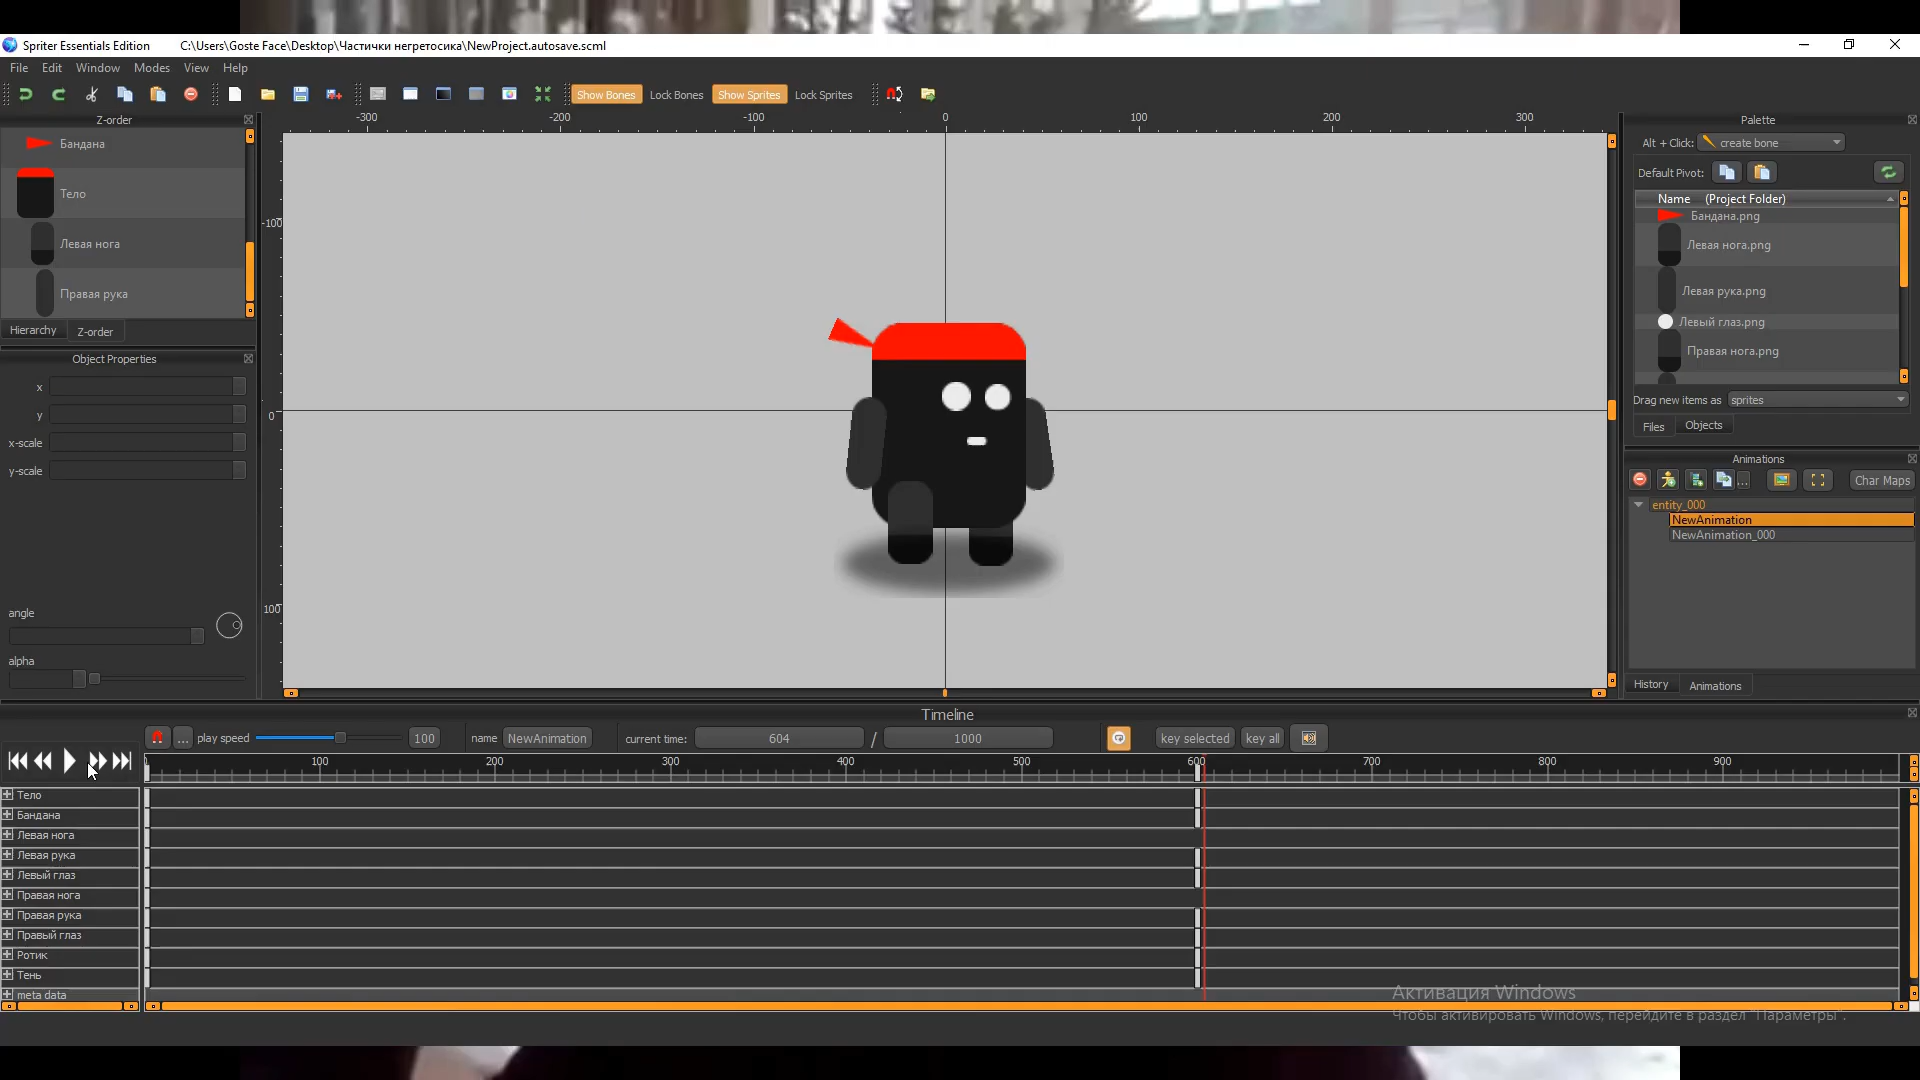 Spriter Essentials Edition C:\Users\Goste Face\Desktop\Частички негретосика\NewProject.autosave.scml
File Edit Window Modes View Help
Show Bones Lock Bones Show Sprites Lock Sprites
Z-order
Бандана
Тело
Левая нога
Правая рука
Hierarchy Z-order
Object Properties
x
y
x-scale
y-scale
angle
alpha
-300 -200 -100 0 100 200 300
-100
0
100
Palette
Alt + Click: create bone
Default Pivot:
Name (Project Folder)
Бандана.png
Левая нога.png
Левая рука.png
Левый глаз.png
Правая нога.png
Drag new items as sprites
Files Objects
Animations
... Char Maps
entity_000
NewAnimation
NewAnimation_000
History Animations
Timeline
... play speed 100 name NewAnimation current time: 604 / 1000 key selected key all
100 200 300 400 500 600 700 800 900
Тело
Бандана
Левая нога
Левая рука
Левый глаз
Правая нога
Правая рука
Правый глаз
Ротик
Тень
meta data
Активация Windows
Чтобы активировать Windows, перейдите в раздел "Параметры".